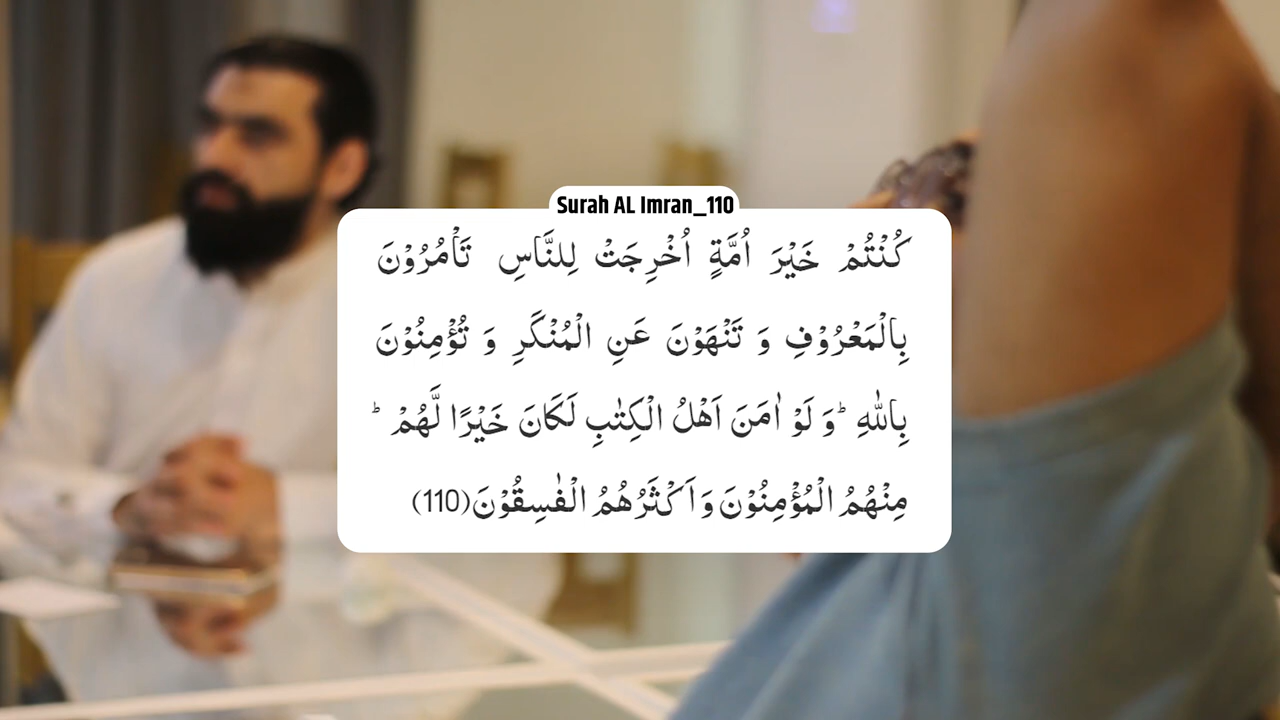 Surah AL Imran_110
كُنْتُمْ خَیْرَ اُمَّةٍ اُخْرِجَتْ لِلنَّاسِ تَاْمُرُوْنَ
بِالْمَعْرُوْفِ وَ تَنْهَوْنَ عَنِ الْمُنْكَرِ وَ تُؤْمِنُوْنَ
بِاللّٰهِؕ وَ لَوْ اٰمَنَ اَهْلُ الْكِتٰبِ لَكَانَ خَیْرًا لَّهُمْؕ
مِنْهُمُ الْمُؤْمِنُوْنَ وَ اَكْثَرُهُمُ الْفٰسِقُوْنَ(110)